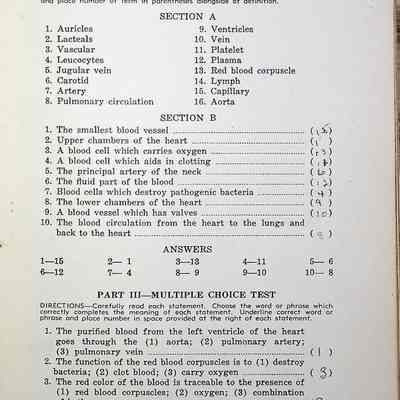 and place number of term in parentheses alongside of definition.
SECTION A
1. Auricles
2. Lacteals
3. Vascular
4. Leucocytes
5. Jugular vein
6. Carotid
7. Artery
8. Pulmonary circulation
9. Ventricles
10. Vein
11. Platelet
12. Plasma
13. Red blood corpuscle
14. Lymph
15. Capillary
16. Aorta
SECTION B
1. The smallest blood vessel (15)
2. Upper chambers of the heart (1)
3. A blood cell which carries oxygen (13)
4. A blood cell which aids in clotting (11)
5. The principal artery of the neck (6)
6. The fluid part of the blood (12)
7. Blood cells which destroy pathogenic bacteria (4)
8. The lower chambers of the heart (9)
9. A blood vessel which has valves (10)
10. The blood circulation from the heart to the lungs and
back to the heart (8)
ANSWERS
1—15 2— 1 3—13 4—11 5— 6
6—12 7— 4 8— 9 9—10 10— 8
PART III—MULTIPLE CHOICE TEST
DIRECTIONS—Carefully read each statement. Choose the word or phrase which
correctly completes the meaning of each statement. Underline correct word or
phrase and place number in space provided at the right of each statement.
1. The purified blood from the left ventricle of the heart
goes through the (1) aorta; (2) pulmonary artery;
(3) pulmonary vein (1)
2. The function of the red blood corpuscles is to (1) destroy
bacteria; (2) clot blood; (3) carry oxygen (3)
3. The red color of the blood is traceable to the presence of
(1) red blood corpuscles; (2) oxygen; (3) combination